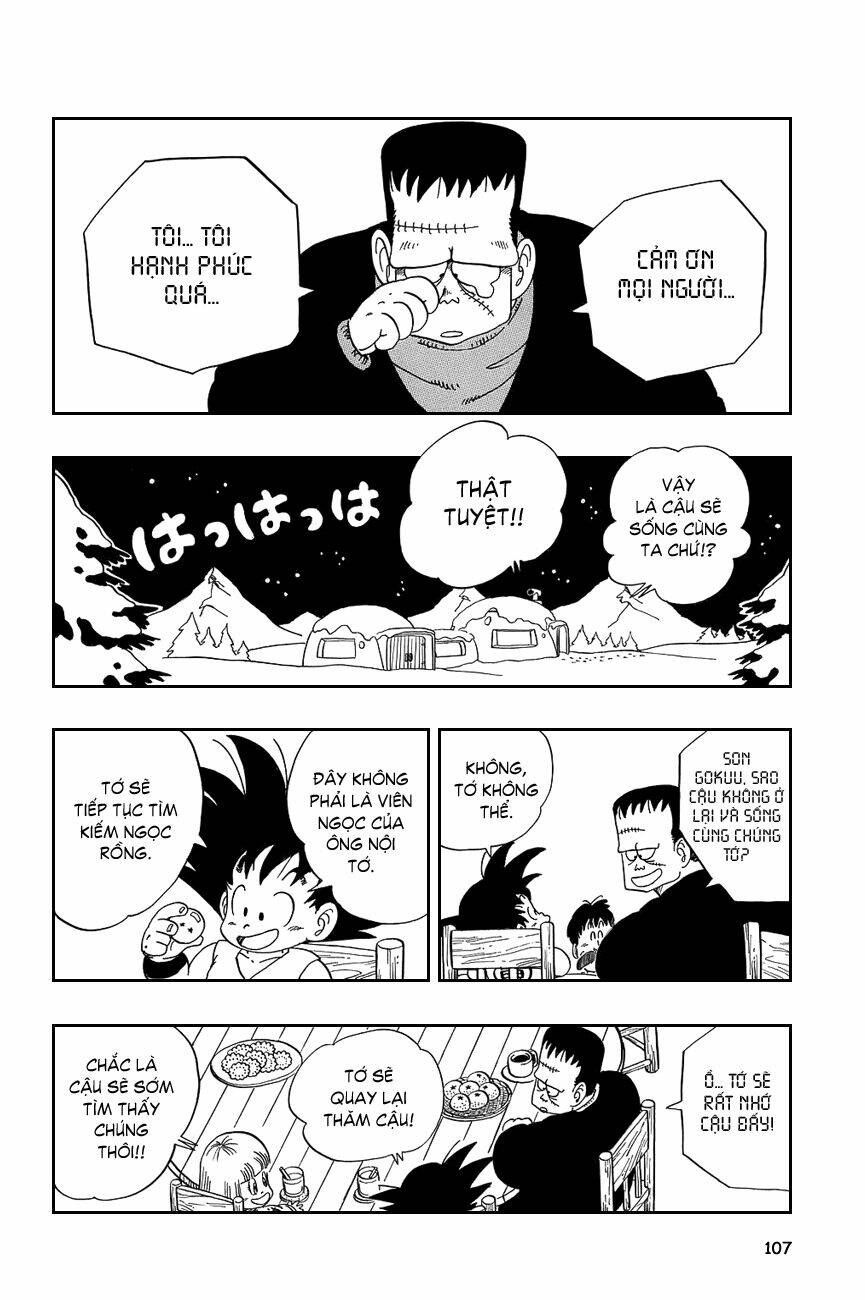 CẢM ƠN
MỌI NGƯỜI...
TÔI... TÔI
HẠNH PHÚC
QUÁ...
VẬY
LÀ CẬU SẼ
SỐNG CÙNG
TA CHỨ!?
THẬT
TUYỆT!!
はっはっは
SON
GOKUU, SAO
CẬU KHÔNG Ở
LẠI VÀ SỐNG
CÙNG CHÚNG
TỚ?
KHÔNG,
TỚ KHÔNG
THỂ.
ĐÂY KHÔNG
PHẢI LÀ VIÊN
NGỌC CỦA
ÔNG NỘI
TỚ.
TỚ SẼ
TIẾP TỤC TÌM
KIẾM NGỌC
RỒNG.
Ồ... TỚ SẼ
RẤT NHỚ
CẬU ĐẤY!
TỚ SẼ
QUAY LẠI
THĂM CẬU!
CHẮC LÀ
CẬU SẼ SỚM
TÌM THẤY
CHÚNG
THÔI!!
107